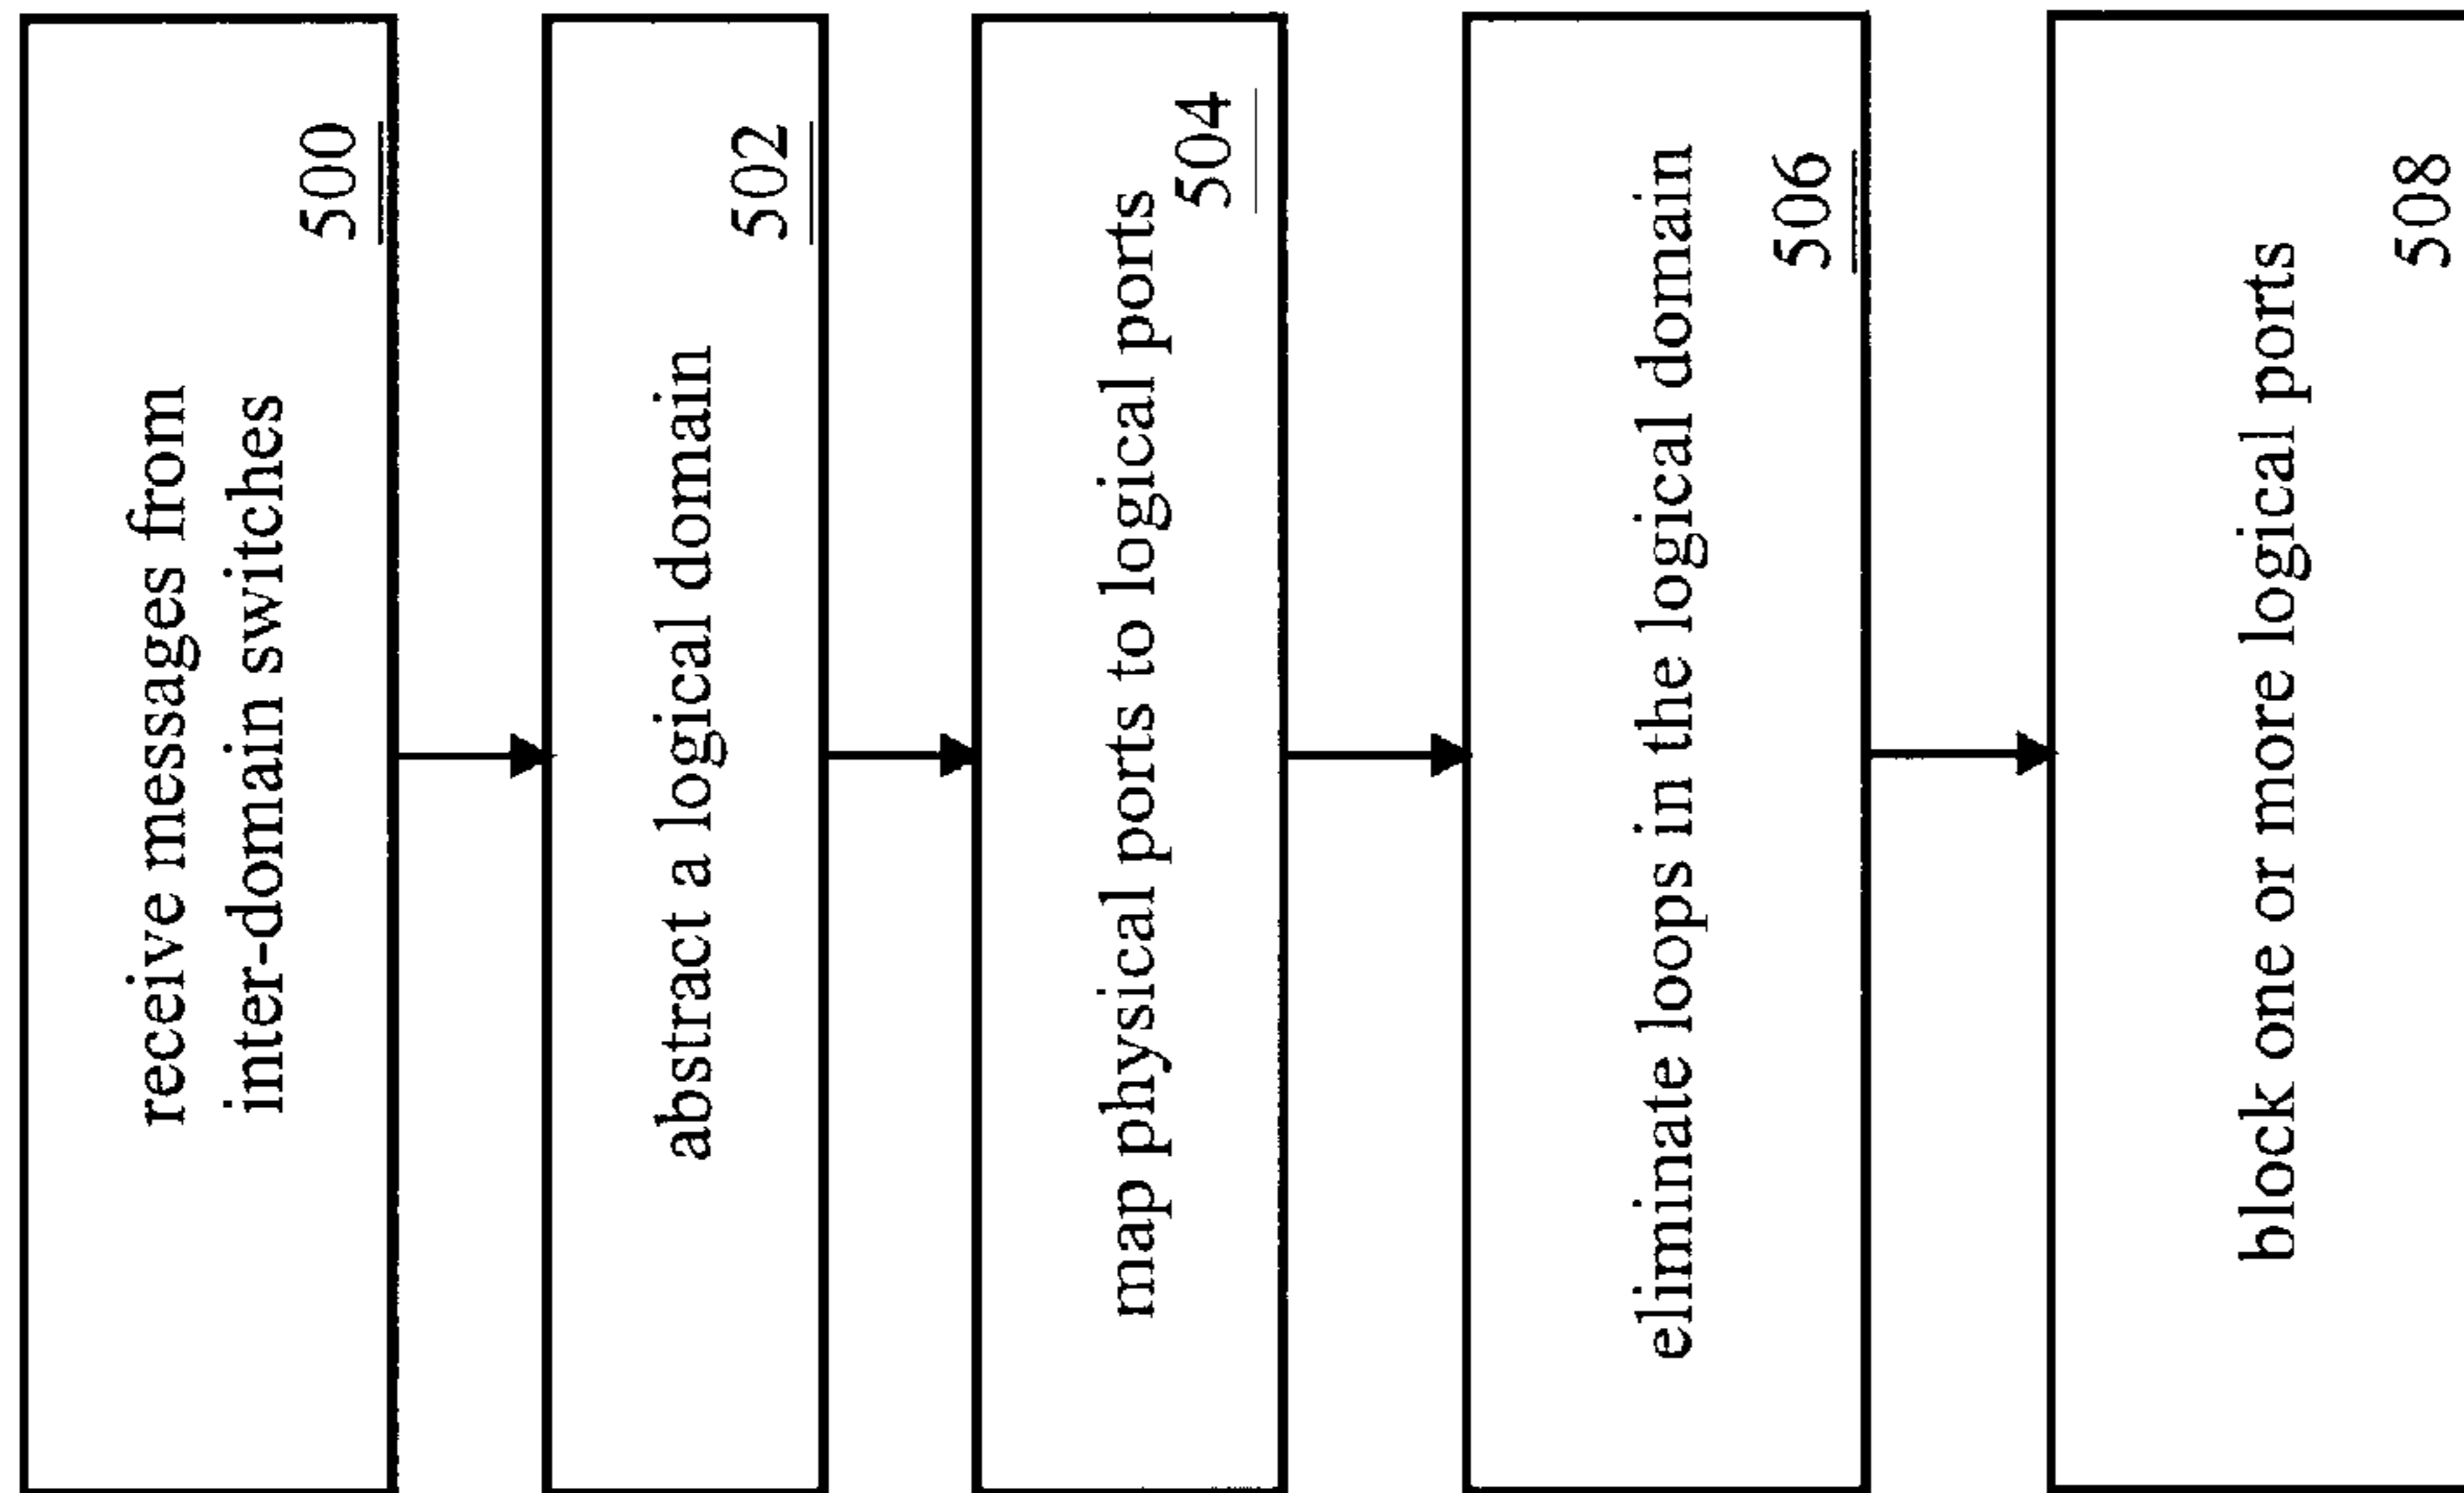 receive messages from
inter-domain switches
500
abstract a logical domain
502
map physical ports to logical ports
504
eliminate loops in the logical domain
506
block one or more logical ports
508